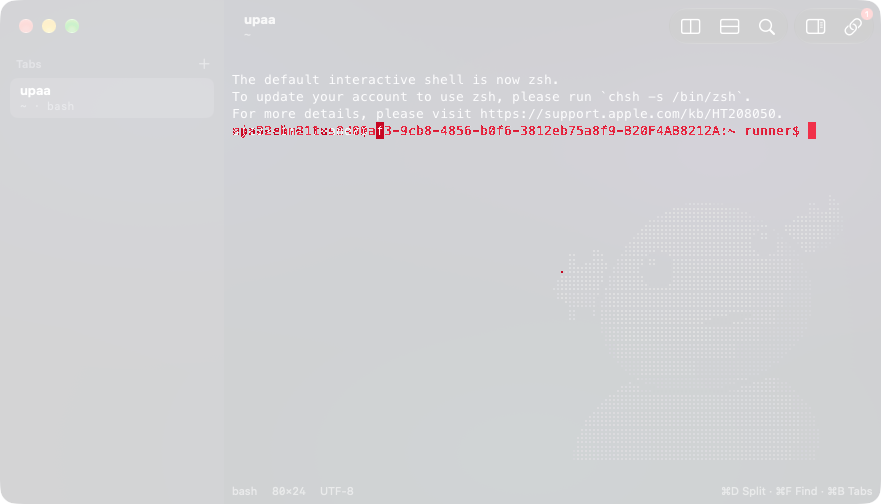 upaa
~
Tabs
upaa
~ · bash
The default interactive shell is now zsh.
To update your account to use zsh, please run `chsh -s /bin/zsh`.
For more details, please visit https://support.apple.com/kb/HT208050.
f3-9cb8-4856-b0f6-3812eb75a8f9-B20F4AB8212A:~ runner$
bash 80×24 UTF-8
⌘D Split · ⌘F Find · ⌘B Tabs